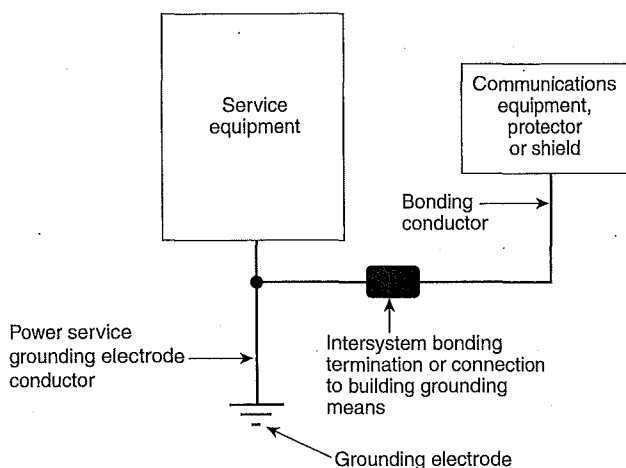 Service
equipment
Communications
equipment,
protector
or shield
Bonding
conductor
Power service
grounding electrode
conductor
Intersystem bonding
termination or connection
to building grounding
means
Grounding electrode